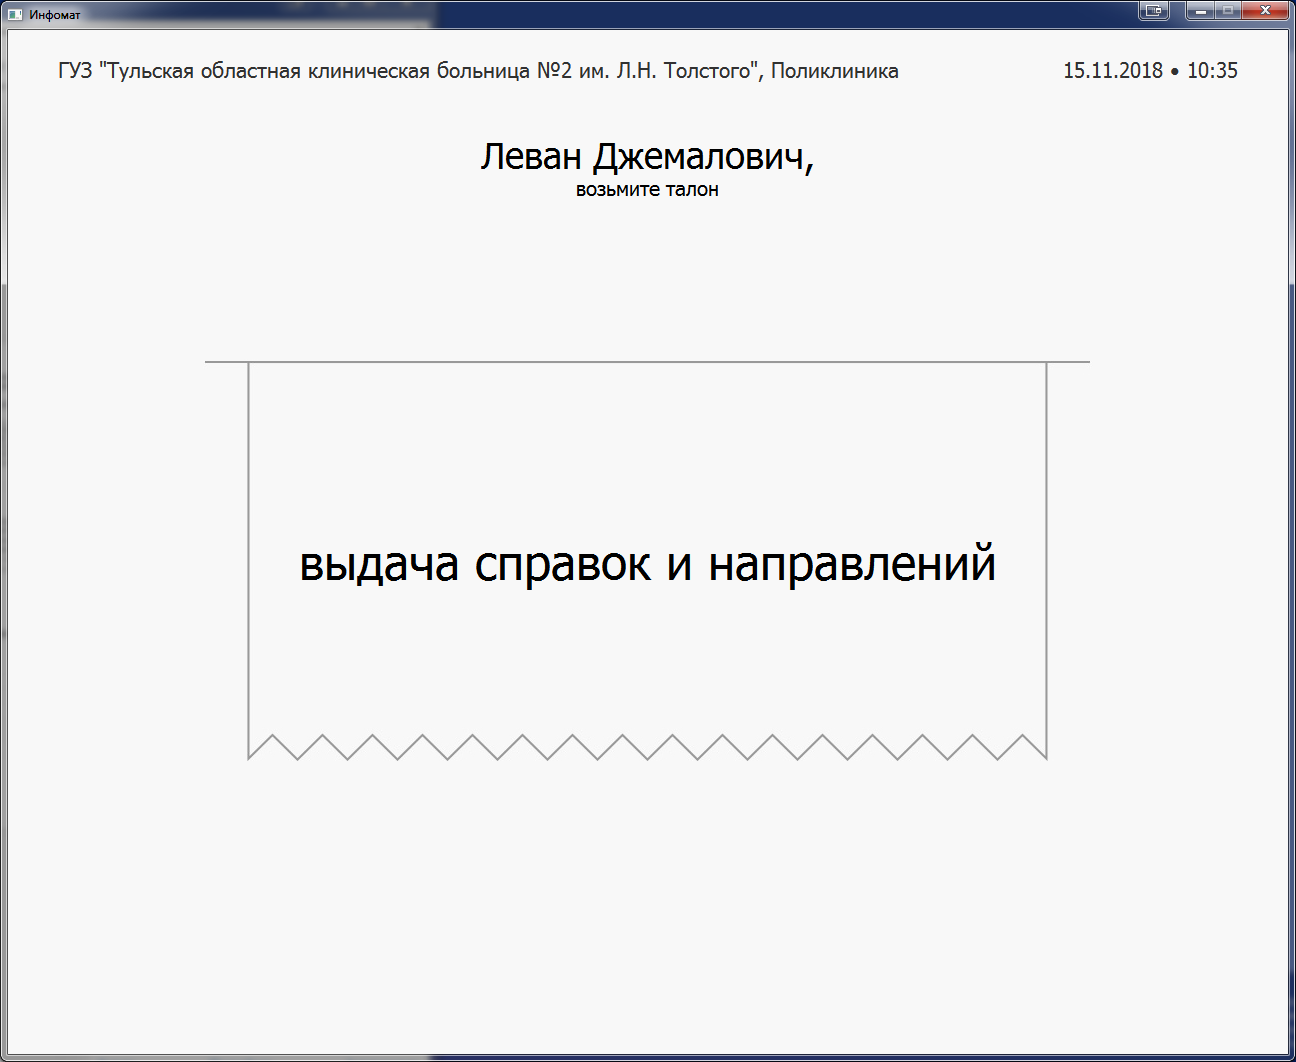 Инфомат
ГУЗ "Тульская областная клиническая больница №2 им. Л.Н. Толстого", Поликлиника
15.11.2018 • 10:35
Леван Джемалович,
возьмите талон
выдача справок и направлений